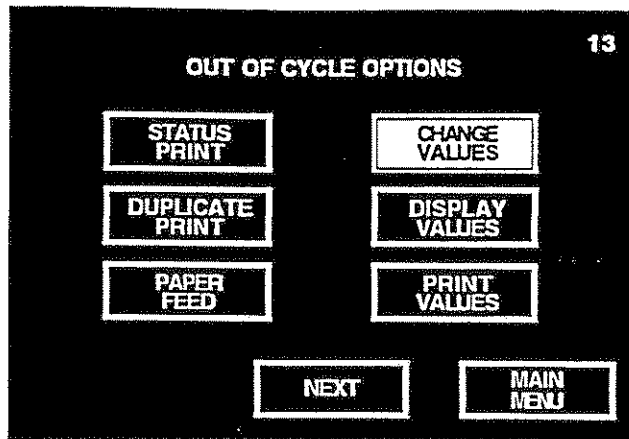 13
OUT OF CYCLE OPTIONS
STATUS
PRINT
CHANGE
VALUES
DUPLICATE
PRINT
DISPLAY
VALUES
PAPER
FEED
PRINT
VALUES
NEXT
MAIN
MENU